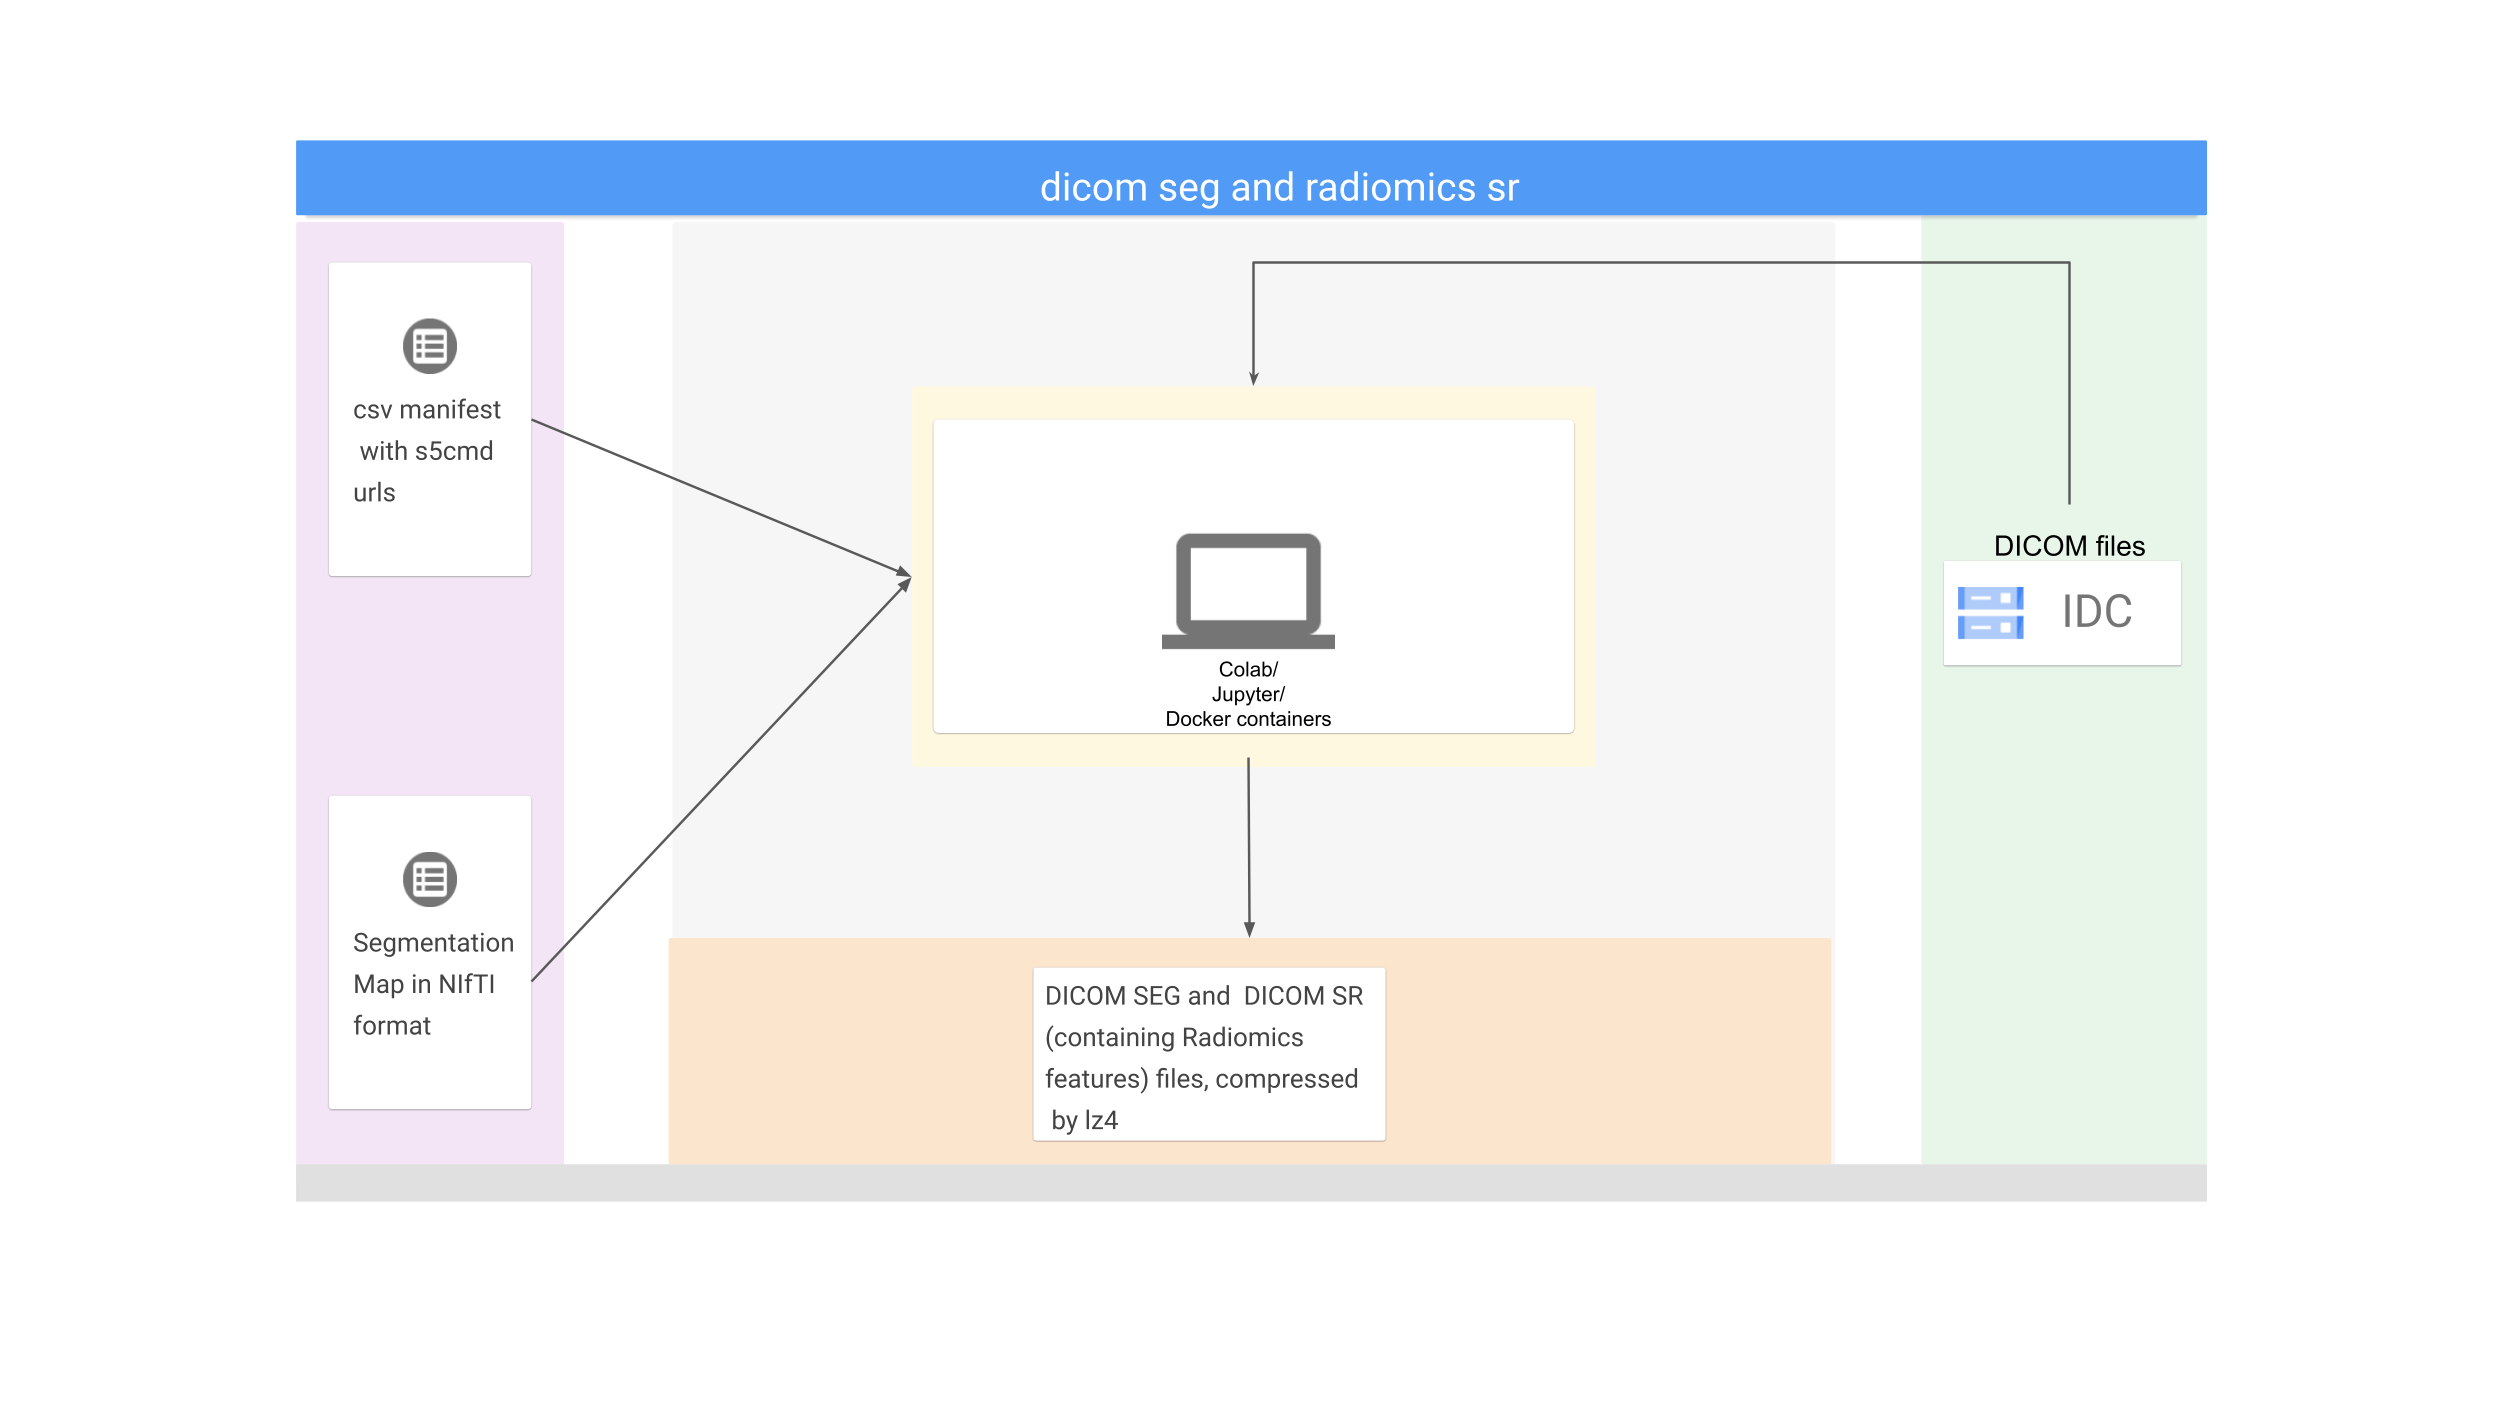 dicom seg and radiomics sr
csv manifest
with s5cmd
urls
Segmentation
Map in NIfTI
format
Colab/
Jupyter/
Docker containers
DICOM SEG and DICOM SR
(containing Radiomics
features) files, compressed
by lz4
DICOM files
IDC